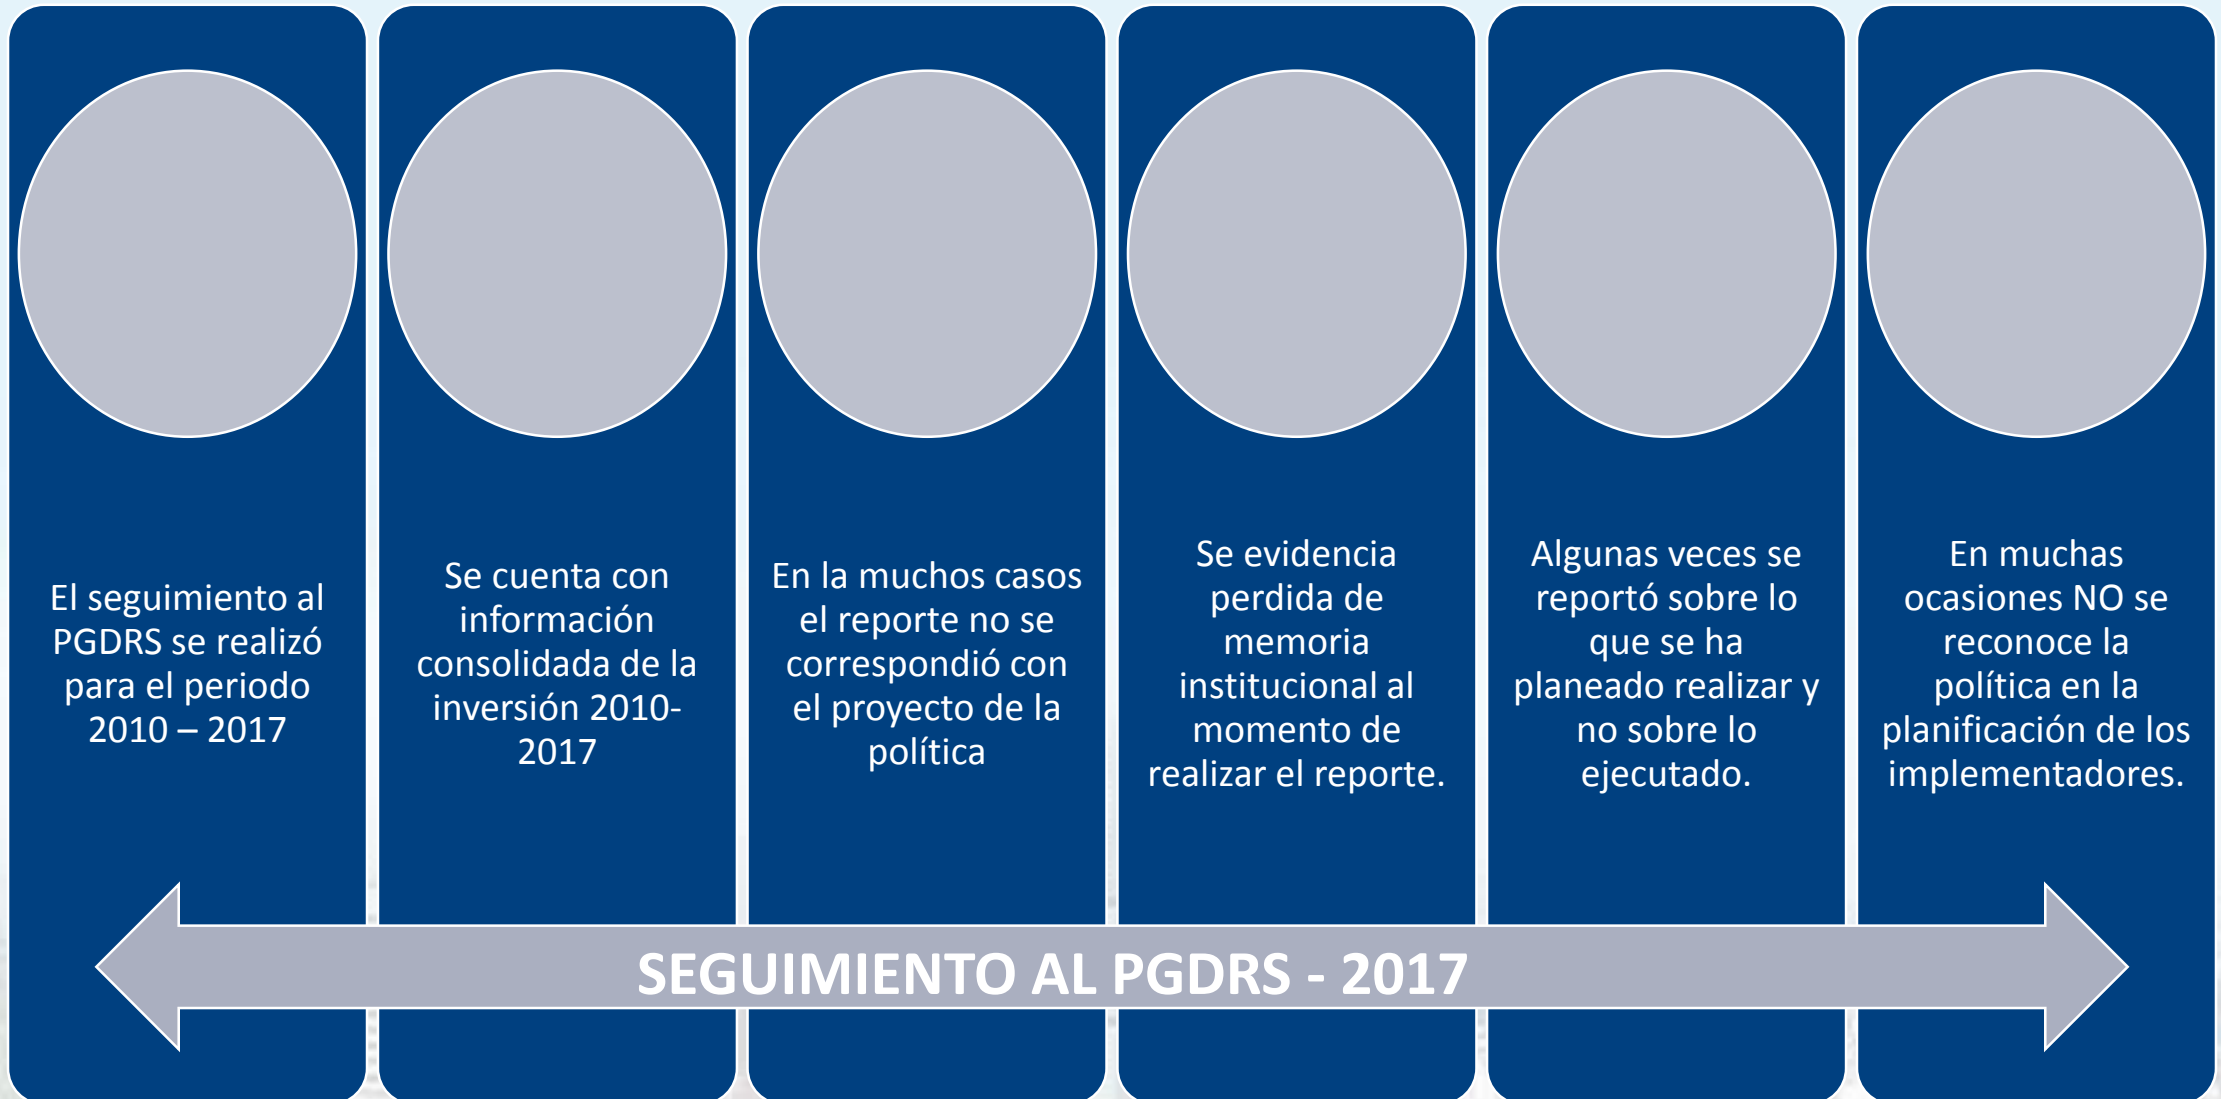 El seguimiento al
PGDRS se realizó
para el periodo
2010 – 2017
Se cuenta con
información
consolidada de la
inversión 2010-
2017
En la muchos casos
el reporte no se
correspondió con
el proyecto de la
política
Se evidencia
perdida de
memoria
institucional al
momento de
realizar el reporte.
Algunas veces se
reportó sobre lo
que se ha
planeado realizar y
no sobre lo
ejecutado.
En muchas
ocasiones NO se
reconoce la
política en la
planificación de los
implementadores.
SEGUIMIENTO AL PGDRS - 2017